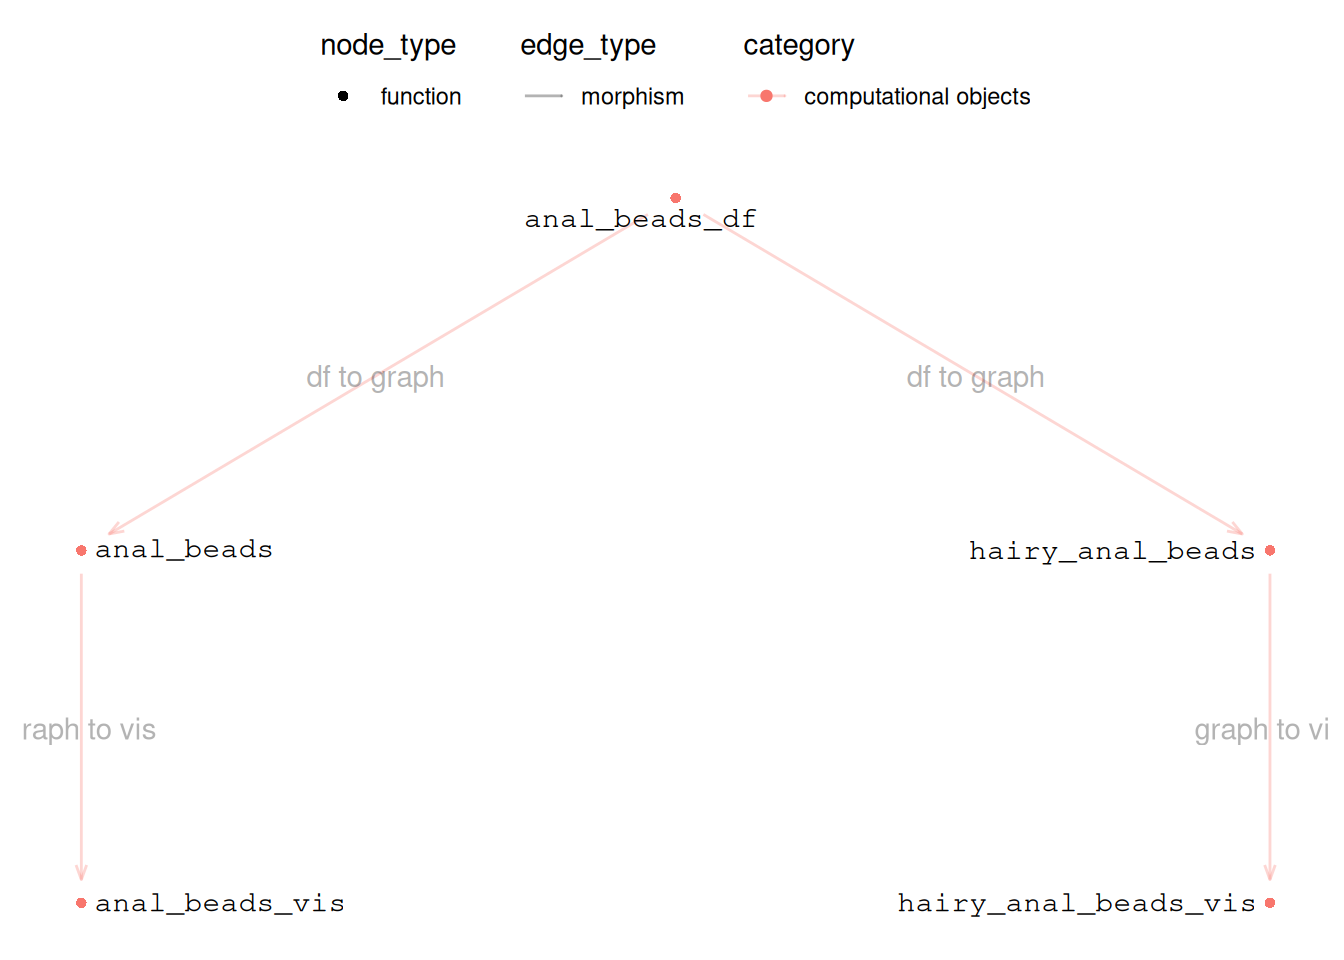 node_type edge_type category
function morphism computational objects
anal_beads_df
df to graph df to graph
anal_beads hairy_anal_beads
raph to vis graph to vi
anal_beads_vis hairy_anal_beads_vis